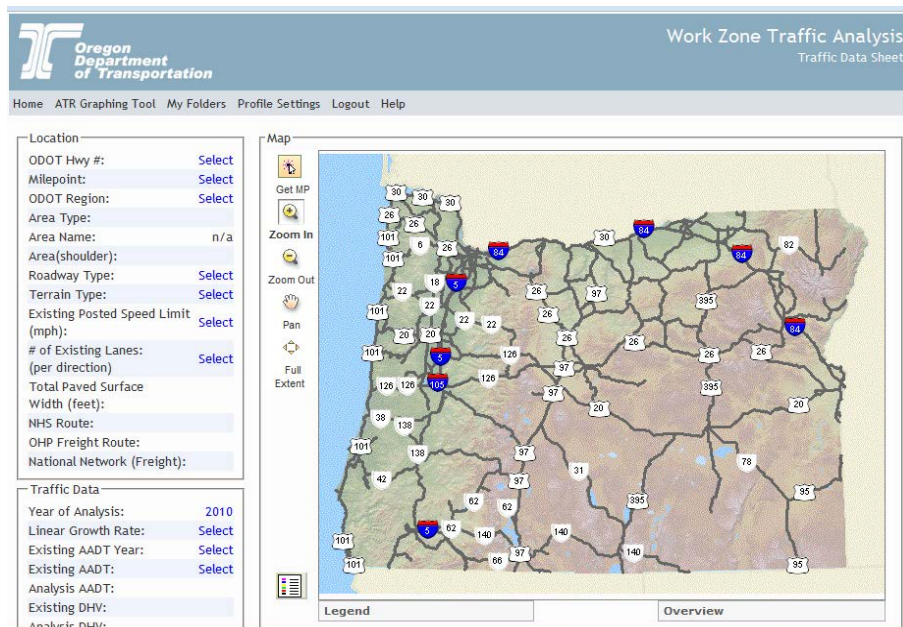 Oregon
Department
of Transportation
Work Zone Traffic Analysis
Traffic Data Sheet
Home ATR Graphing Tool My Folders Profile Settings Logout Help
Location
ODOT Hwy #: Select
Milepoint: Select
ODOT Region: Select
Area Type:
Area Name: n/a
Area(shoulder):
Roadway Type: Select
Terrain Type: Select
Existing Posted Speed Limit
(mph): Select
# of Existing Lanes:
(per direction) Select
Total Paved Surface
Width (feet):
NHS Route:
OHP Freight Route:
National Network (Freight):
Traffic Data
Year of Analysis: 2010
Linear Growth Rate: Select
Existing AADT Year: Select
Existing AADT: Select
Analysis AADT:
Existing DHV:
Analysis DHV:
Map
Get MP
Zoom In
Zoom Out
Pan
Full
Extent
30 30 30
26 26
101 6 26 84 30 84 84 82
101
22 18 5 26 97 395
101 22 22 22 26 84
20 20 26 26 26 26
101 5 126 97
126 126 105 126 97 395
38 138 20 20
101 138 97 31 78
42 97 95
62 62 395
101 5 62 140 140 140
101 66 97 95
Legend
Overview